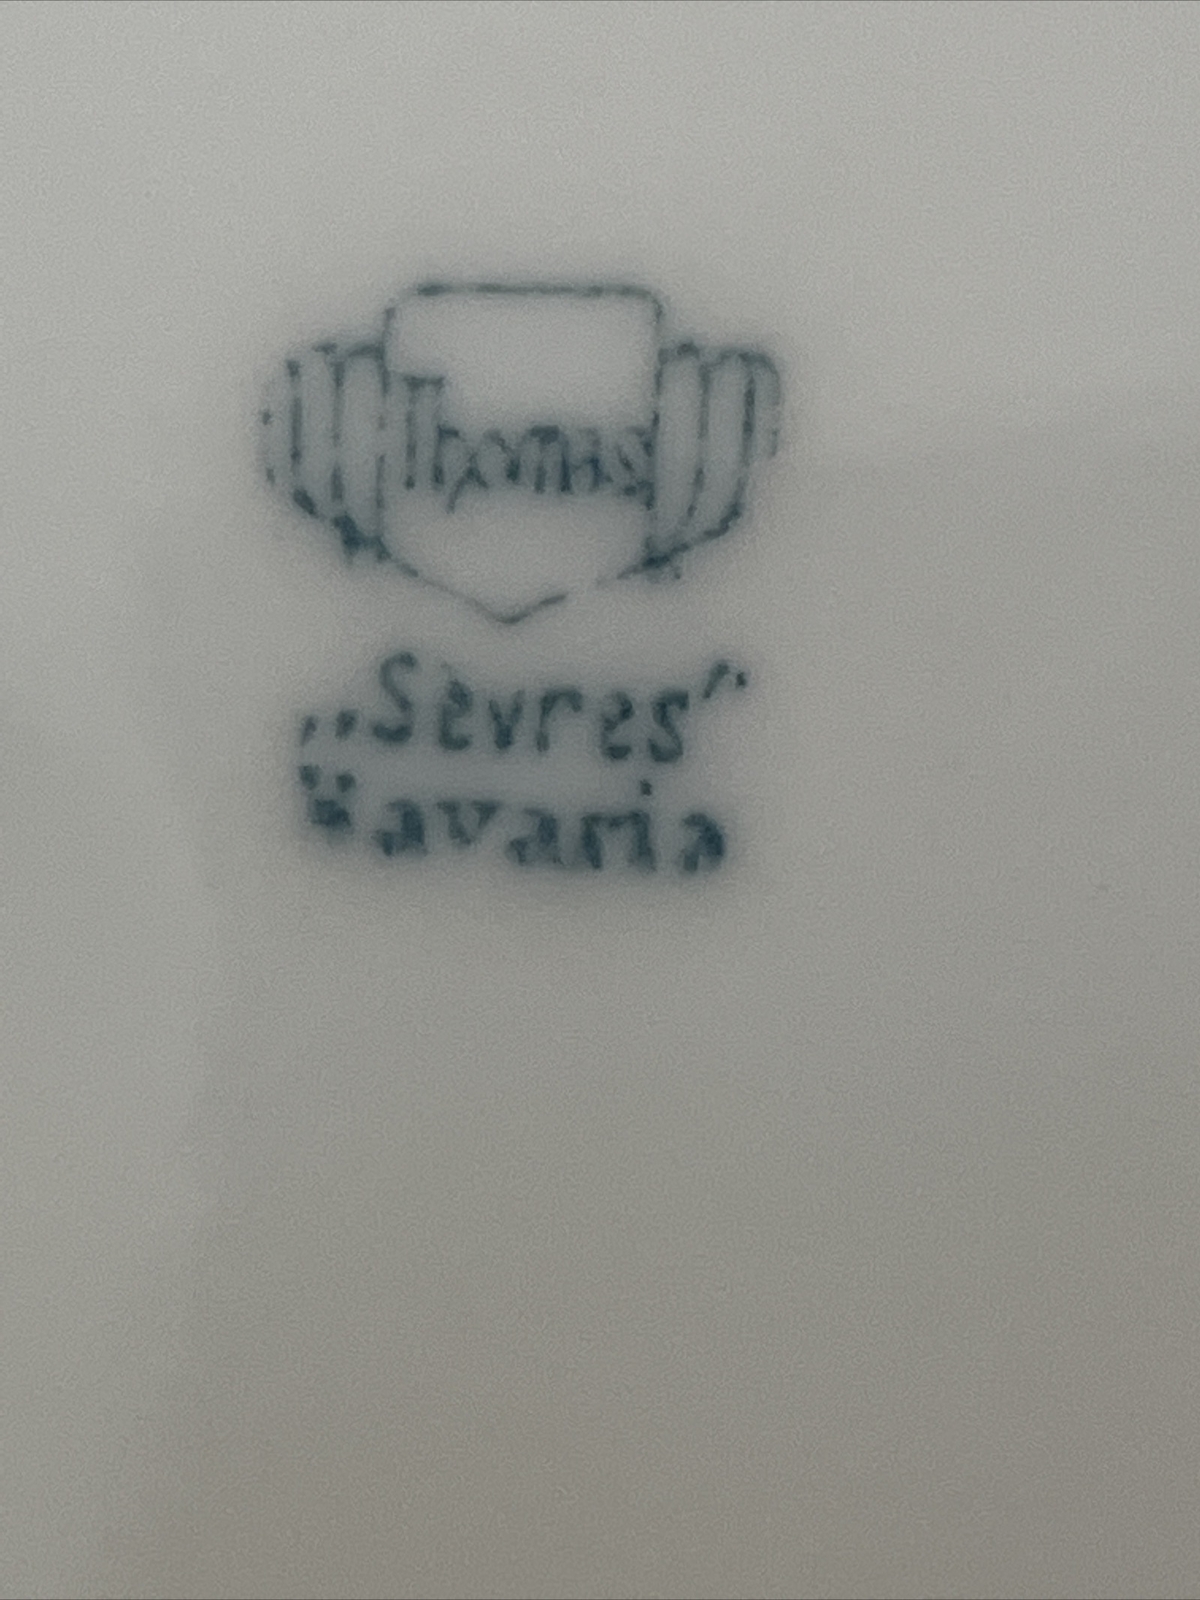 Thomas
„Sèvres“
Bavaria